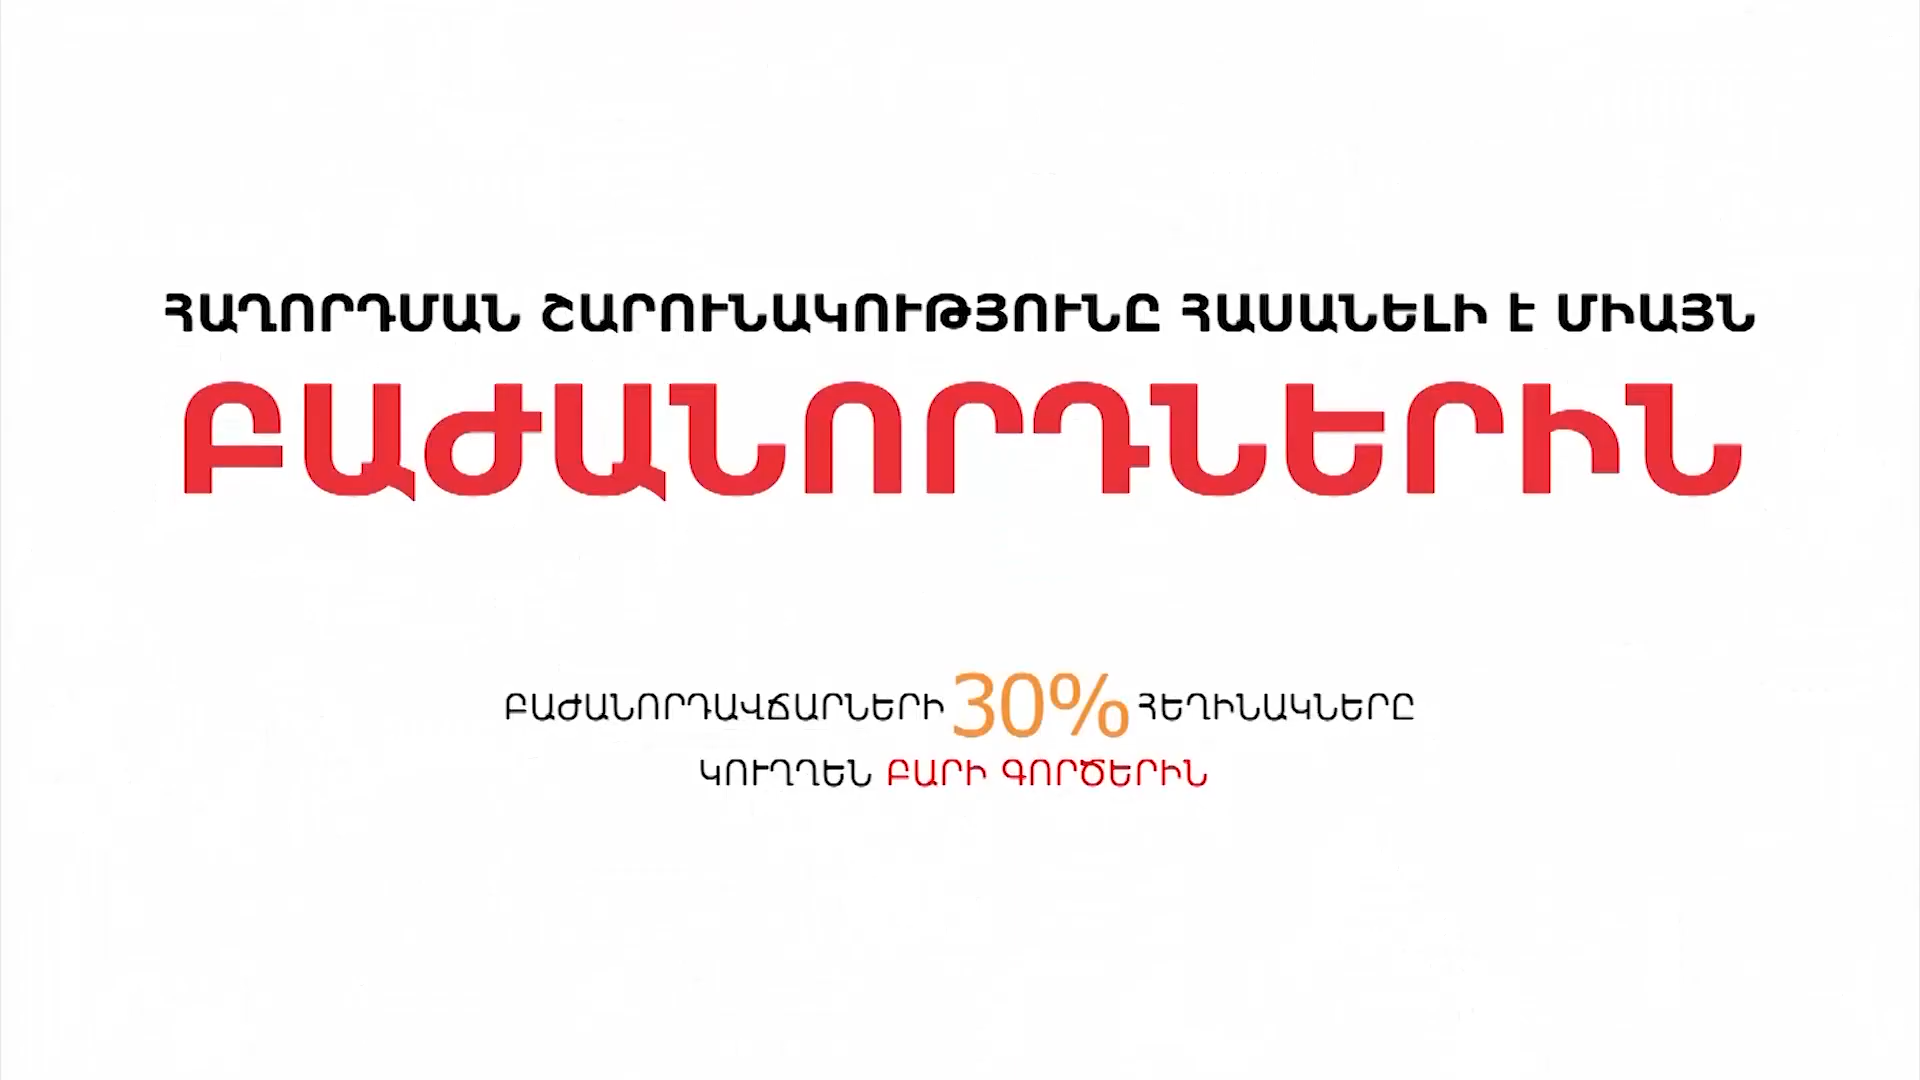 ՀԱՂՈՐԴՄԱՆ ՇԱՐՈՒՆԱԿՈՒԹՅՈՒՆԸ ՀԱՍԱՆԵԼԻ Է ՄԻԱՅՆ
ԲԱԺԱՆՈՐԴՆԵՐԻՆ
ԲԱԺԱՆՈՐԴԱՎՃԱՐՆԵՐԻ 30% ՀԵՂԻՆԱԿՆԵՐԸ
ԿՈՒՂՂԵՆ ԲԱՐԻ ԳՈՐԾԵՐԻՆ